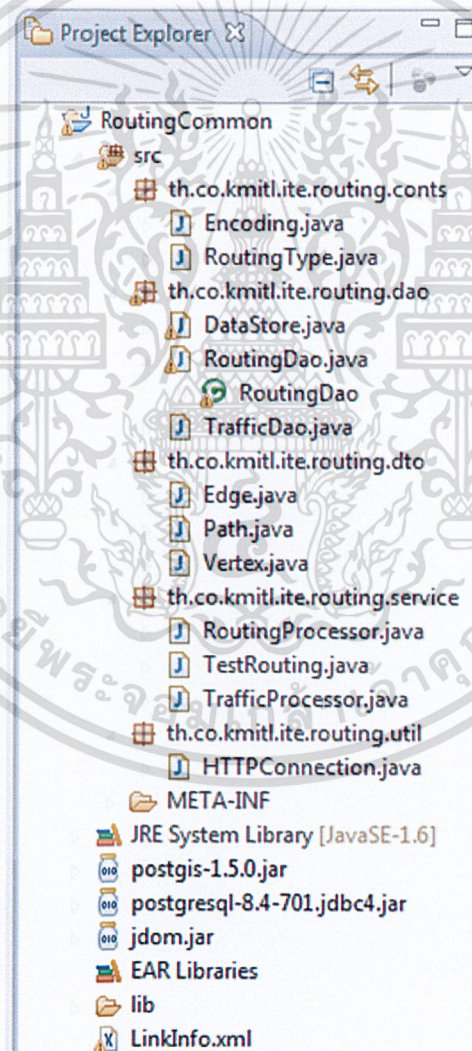 Project Explorer
RoutingCommon
src
th.co.kmitl.ite.routing.conts
Encoding.java
RoutingType.java
th.co.kmitl.ite.routing.dao
DataStore.java
RoutingDao.java
RoutingDao
TrafficDao.java
th.co.kmitl.ite.routing.dto
Edge.java
Path.java
Vertex.java
th.co.kmitl.ite.routing.service
RoutingProcessor.java
TestRouting.java
TrafficProcessor.java
th.co.kmitl.ite.routing.util
HTTPConnection.java
META-INF
JRE System Library [JavaSE-1.6]
postgis-1.5.0.jar
postgresql-8.4-701.jdbc4.jar
jdom.jar
EAR Libraries
lib
LinkInfo.xml